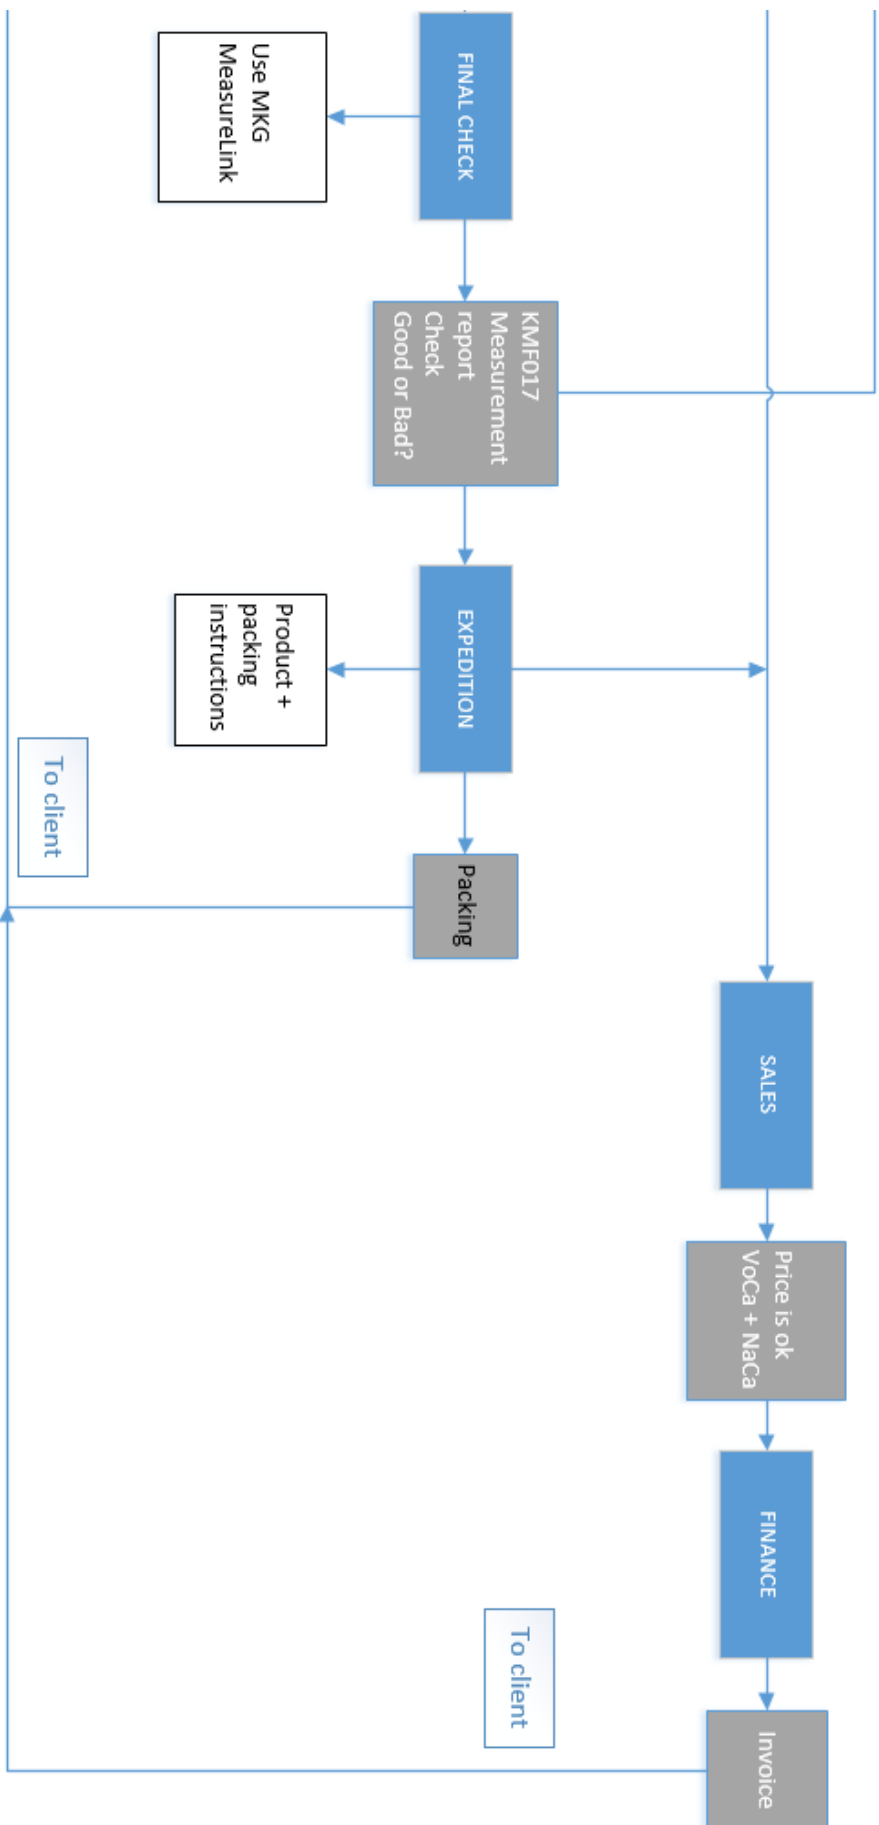 FINAL CHECK
Use MKG
MeasureLink
KMF017
Measurement
report
Check
Good or Bad?
EXPEDITION
Product +
packing
instructions
To client
Packing
SALES
Price is ok
VoCa + NaCa
FINANCE
To client
Invoice